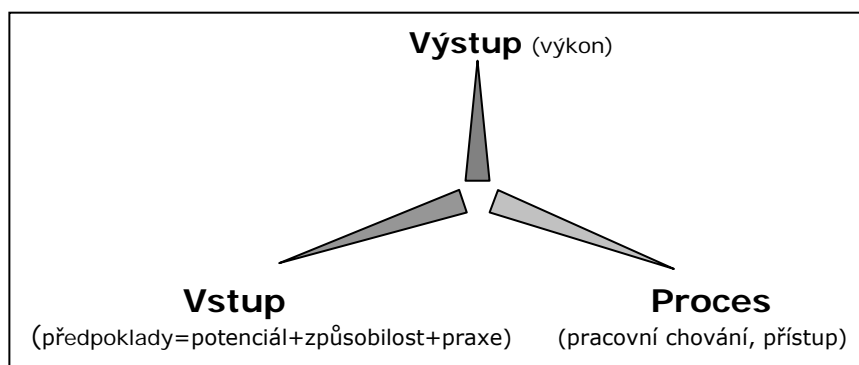 Výstup (výkon)
Vstup
(předpoklady=potenciál+způsobilost+praxe)
Proces
(pracovní chování, přístup)